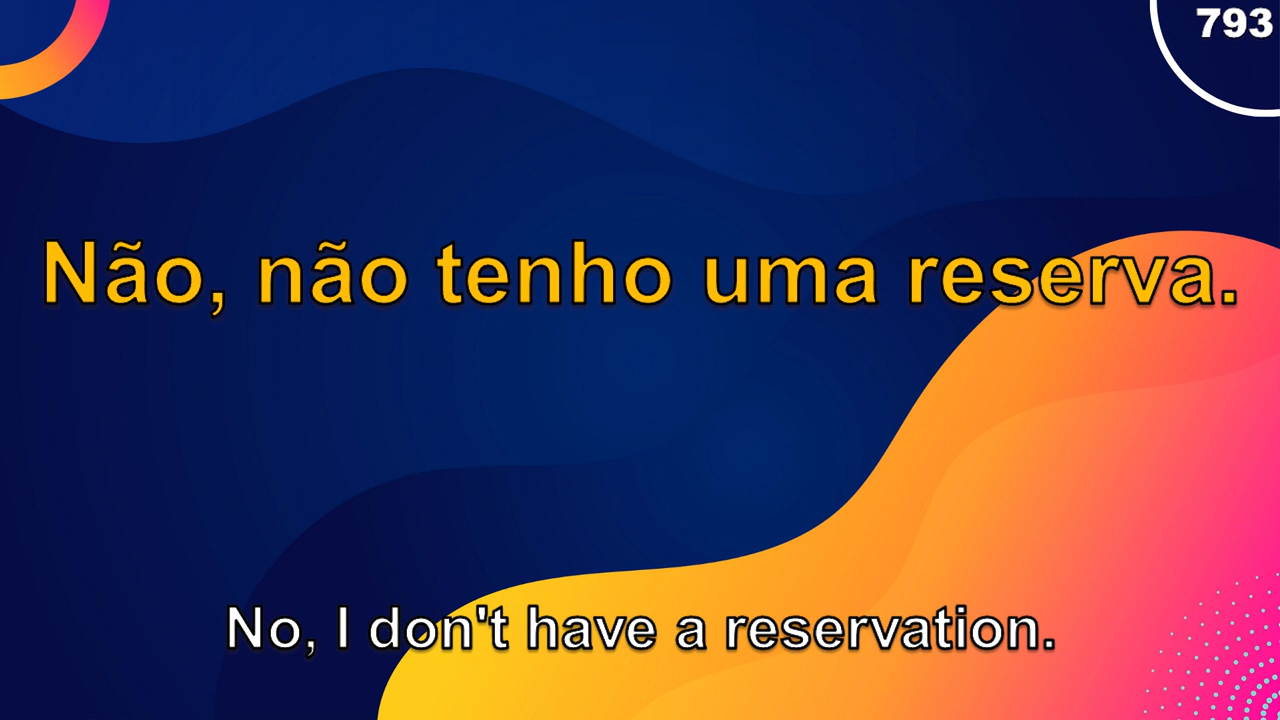 793
Não, não tenho uma reserva.
No, I don't have a reservation.